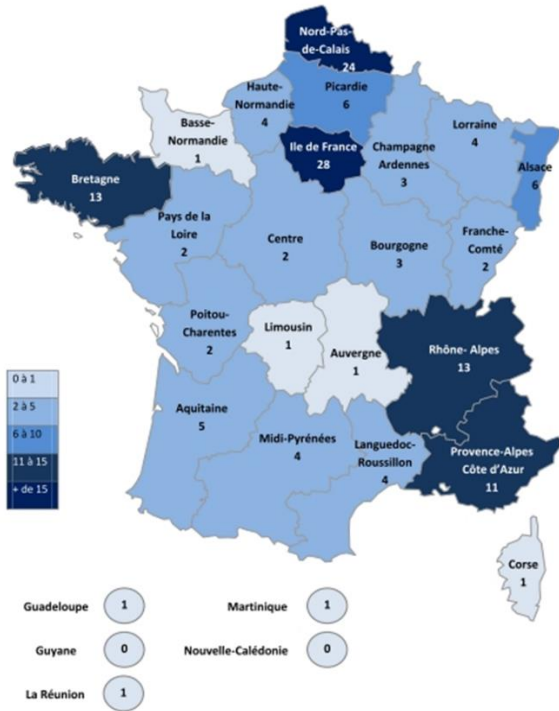 Nord-Pas-
de-Calais
24
Haute-
Normandie
4
Picardie
6
Basse-
Normandie
1
Ile de France
28
Champagne
Ardennes
3
Lorraine
4
Alsace
6
Bretagne
13
Pays de la
Loire
2
Centre
2
Bourgogne
3
Franche-
Comté
2
Poitou-
Charentes
2
Limousin
1
Auvergne
1
Rhône- Alpes
13
Aquitaine
5
Midi-Pyrénées
4
Languedoc-
Roussillon
4
Provence-Alpes
Côte d'Azur
11
Corse
1
0 à 1
2 à 5
6 à 10
11 à 15
+ de 15
Guadeloupe 1
Martinique 1
Guyane 0
Nouvelle-Calédonie 0
La Réunion 1